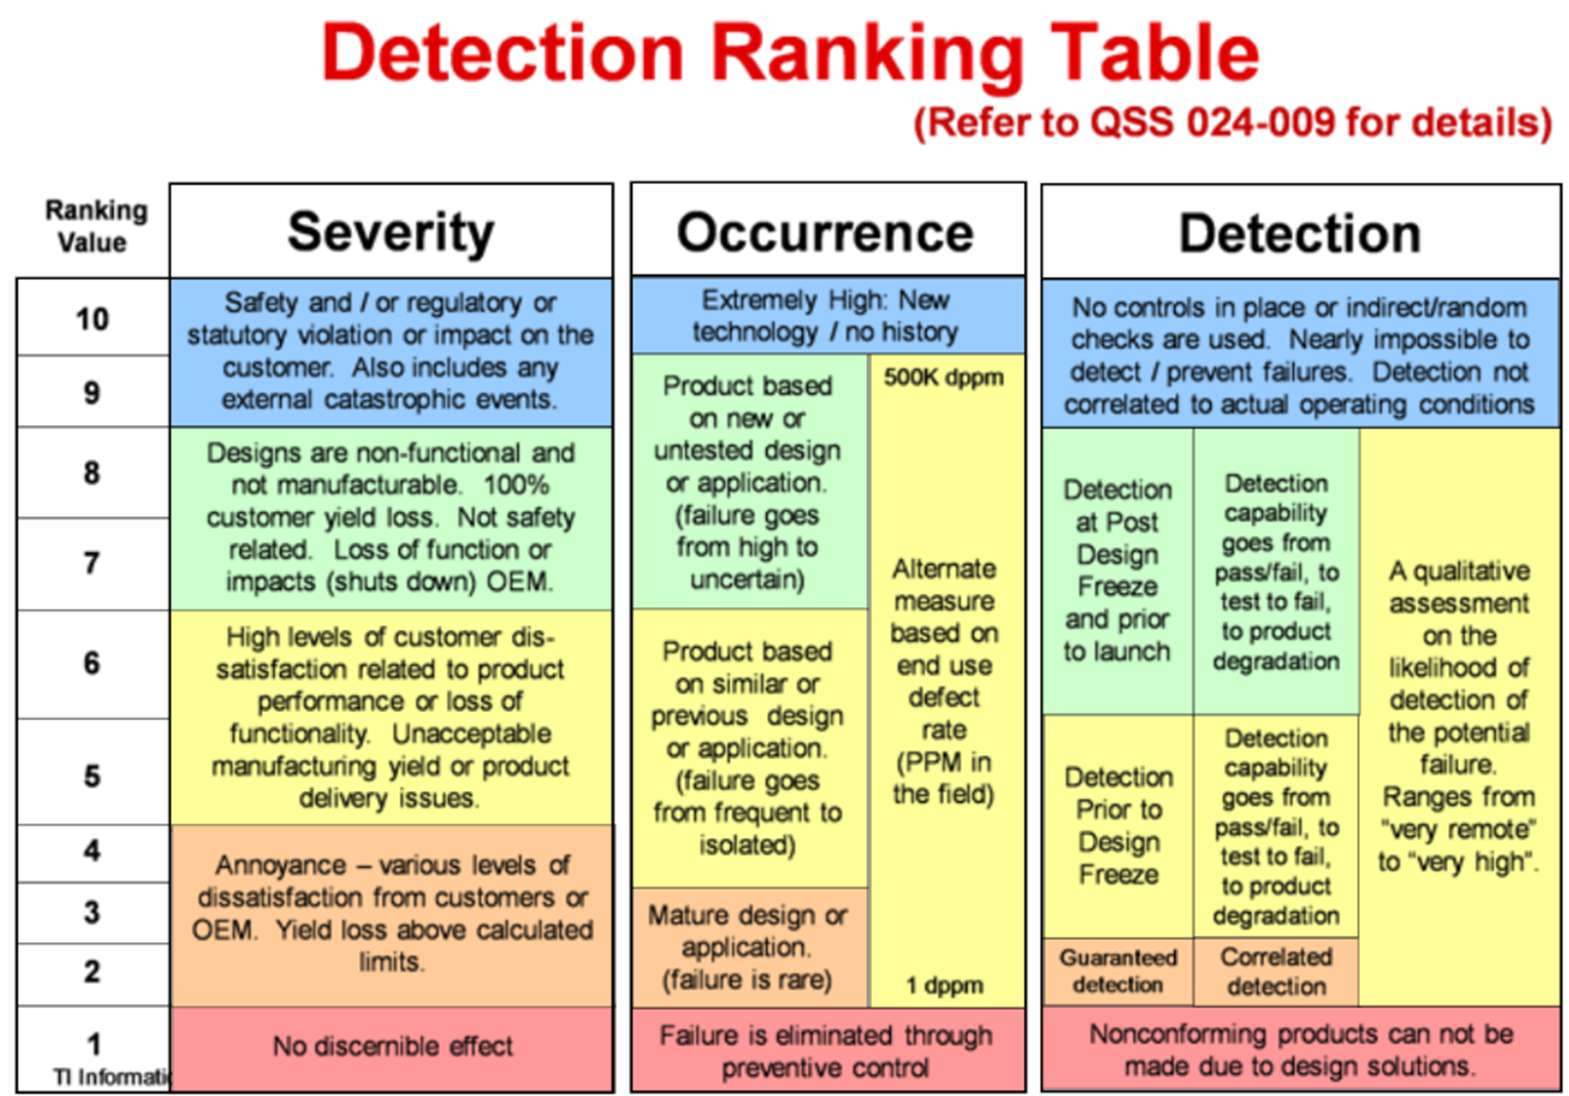 Detection Ranking Table
(Refer to QSS 024-009 for details)
Ranking
Value
10
9
8
7
6
5
4
3
2
1
TI Informati
Severity
Safety and / or regulatory or
statutory violation or impact on the
customer. Also includes any
external catastrophic events.
Designs are non-functional and
not manufacturable. 100%
customer yield loss. Not safety
related. Loss of function or
impacts (shuts down) OEM.
High levels of customer dis-
satisfaction related to product
performance or loss of
functionality. Unacceptable
manufacturing yield or product
delivery issues.
Annoyance – various levels of
dissatisfaction from customers or
OEM. Yield loss above calculated
limits.
No discernible effect
Occurrence
Extremely High: New
technology / no history
Product based
on new or
untested design
or application.
(failure goes
from high to
uncertain)
Product based
on similar or
previous design
or application.
(failure goes
from frequent to
isolated)
Mature design or
application.
(failure is rare)
500K dppm
Alternate
measure
based on
end use
defect
rate
(PPM in
the field)
1 dppm
Failure is eliminated through
preventive control
Detection
No controls in place or indirect/random
checks are used. Nearly impossible to
detect / prevent failures. Detection not
correlated to actual operating conditions
Detection
at Post
Design
Freeze
and prior
to launch
Detection
Prior to
Design
Freeze
Guaranteed
detection
Detection
capability
goes from
pass/fail, to
test to fail,
to product
degradation
Detection
capability
goes from
pass/fail, to
test to fail,
to product
degradation
Correlated
detection
A qualitative
assessment
on the
likelihood of
detection of
the potential
failure.
Ranges from
“very remote”
to “very high”.
Nonconforming products can not be
made due to design solutions.